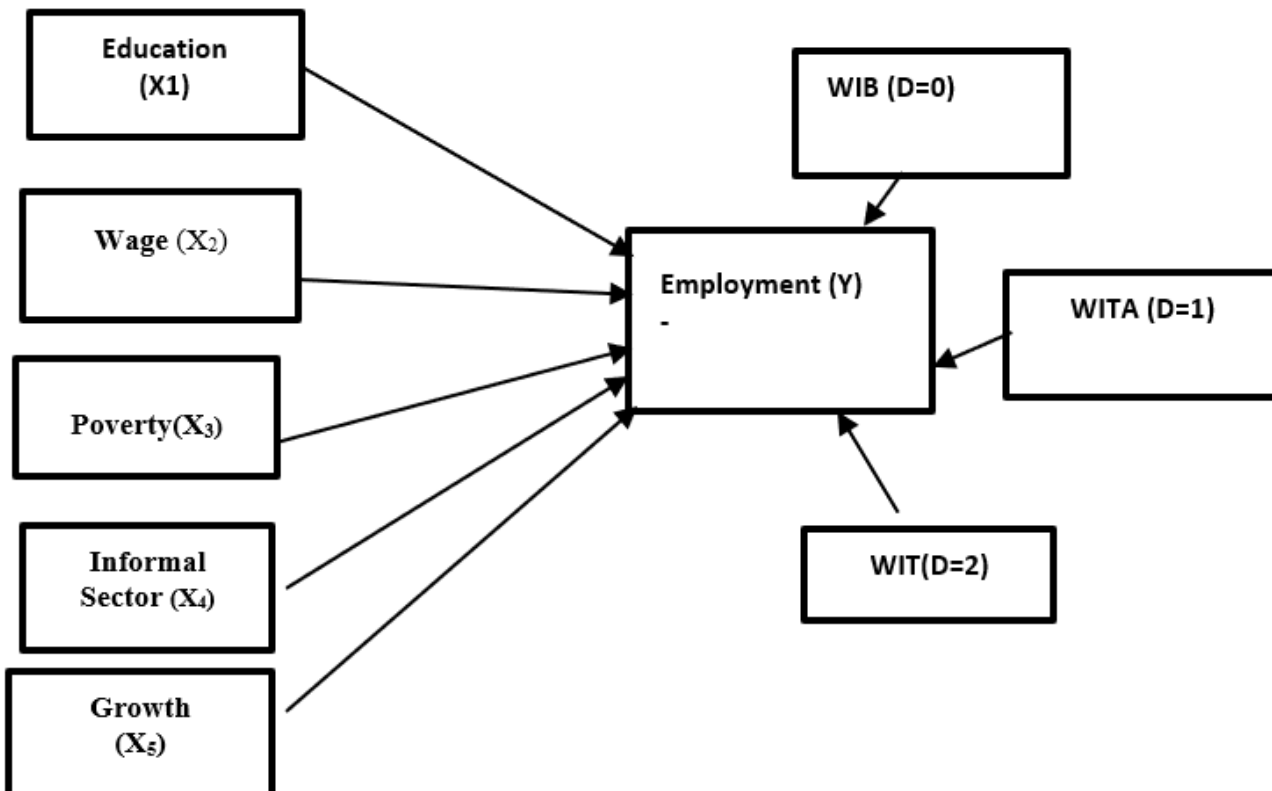 Education
(X1)
Wage (X₂)
Poverty(X₃)
Informal
Sector (X₄)
Growth
(X₅)
Employment (Y)
-
WIB (D=0)
WITA (D=1)
WIT(D=2)